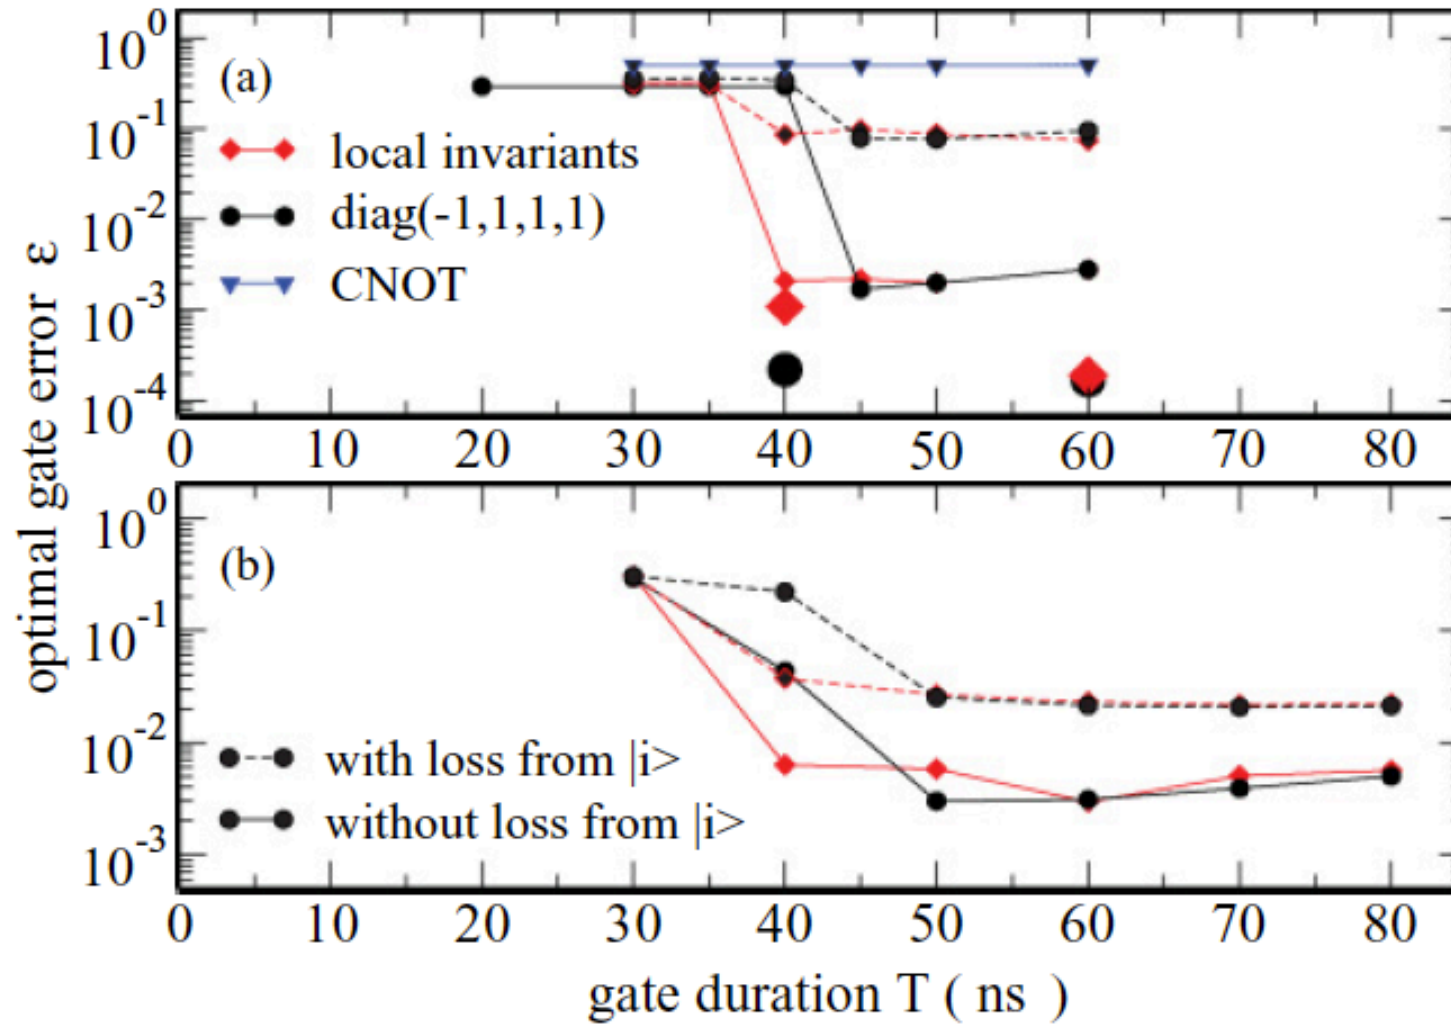 optimal gate error ε
10^0
10^-1
10^-2
10^-3
10^-4
(a)
local invariants
diag(-1,1,1,1)
CNOT
0 10 20 30 40 50 60 70 80
10^0
10^-1
10^-2
10^-3
(b)
with loss from |i>
without loss from |i>
0 10 20 30 40 50 60 70 80
gate duration T ( ns )